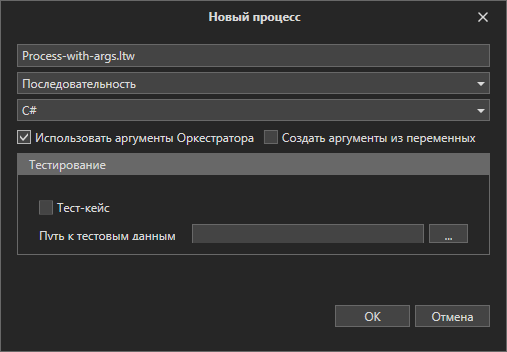 Новый процесс
Process-with-args.ltw
Последовательность
C#
Использовать аргументы Оркестратора Создать аргументы из переменных
Тестирование
Тест-кейс
Путь к тестовым данным ...
OK Отмена